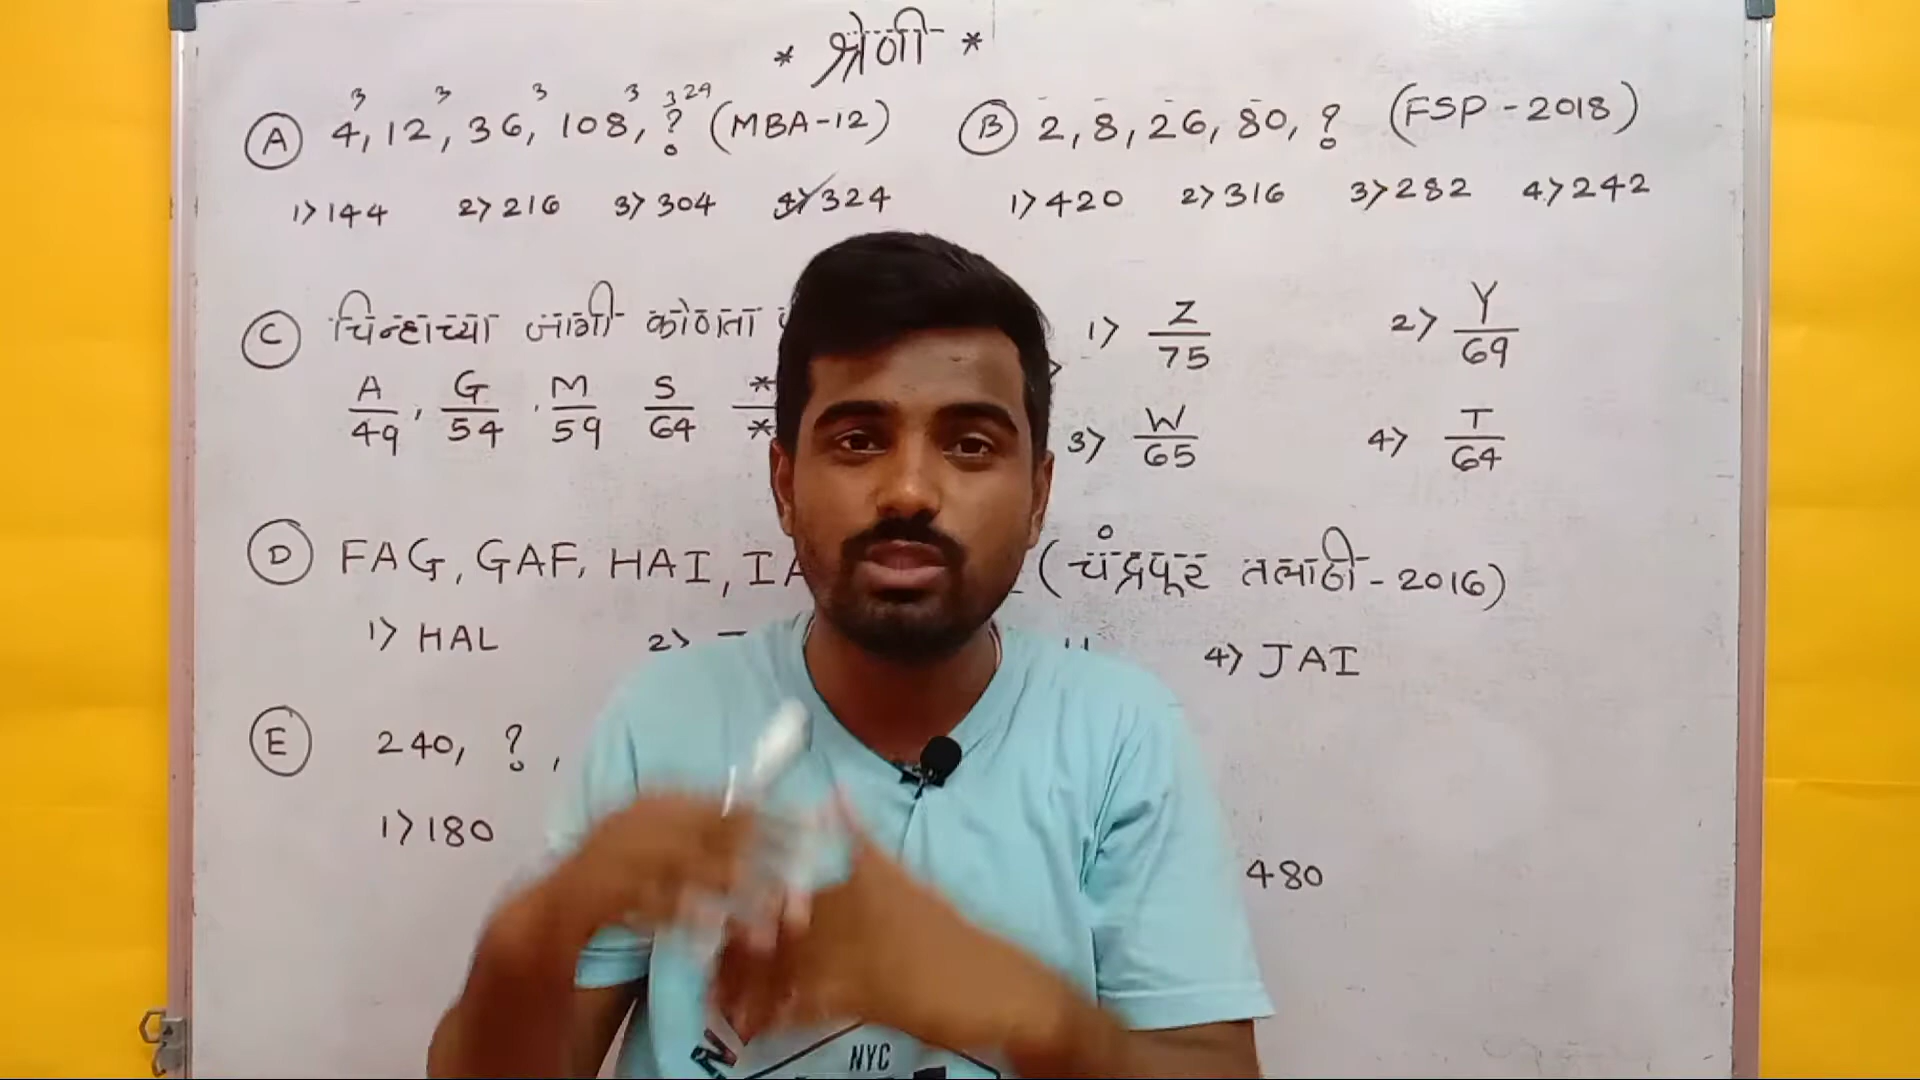 * श्रेणी *
A 4, 12, 36, 108, ? (MBA-12)
3 3 3 3 324
1) 144 2) 216 3) 304 4) 324
B 2, 8, 26, 80, ? (FSP - 2018)
1) 420 2) 316 3) 282 4) 242
C चिन्हाच्या जागी कोणता
A/49, G/54, M/59 S/64 */*
1) Z/75 2) Y/69
3) W/65 4) T/64
D FAG, GAF, HAI, IA (चंद्रपूर तलाठी - 2016)
1) HAL 2) 4) JAI
E 240, ?,
1) 180 480
NYC